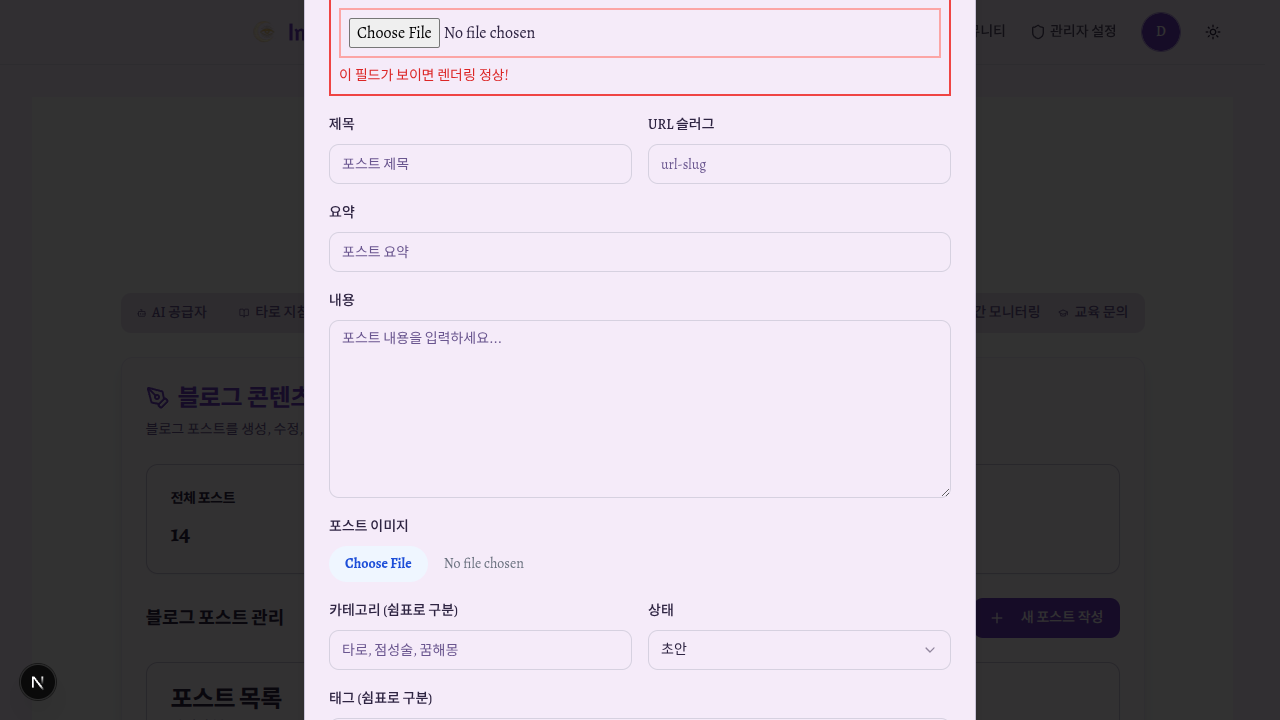 Choose File No file chosen
이 필드가 보이면 렌더링 정상!
제목
URL 슬러그
포스트 제목
url-slug
요약
포스트 요약
내용
포스트 내용을 입력하세요...
포스트 이미지
Choose File No file chosen
카테고리 (쉼표로 구분)
상태
타로, 점성술, 꿈해몽
초안
태그 (쉼표로 구분)
In
뮤니티
관리자 설정
D
AI 공급자
타로 지침
간 모니터링
교육 문의
블로그 콘텐츠
블로그 포스트를 생성, 수정,
전체 포스트
14
블로그 포스트 관리
새 포스트 작성
포스트 목록
N